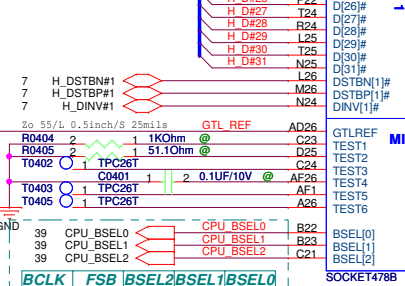 H_D#27 T24 D[26]#
H_D#28 R24 D[27]#
H_D#29 L25 D[28]#
H_D#30 T25 D[29]#
H_D#31 N25 D[30]#
D[31]#
7 H_DSTBN#1 L26 DSTBN[1]#
7 H_DSTBP#1 M26 DSTBP[1]#
7 H_DINV#1 N24 DINV[1]#
Zo 55/L 0.5inch/S 25mils GTL_REF AD26 GTLREF
R0404 2 1 1KOhm @ C23 TEST1
R0405 2 1 51.1Ohm @ D25 TEST2
T0402 1 TPC26T C24 TEST3
C0401 1 2 0.1UF/10V @ AF26 TEST4
T0403 1 TPC26T AF1 TEST5
T0405 1 TPC26T A26 TEST6
GND
39 CPU_BSEL0 CPU_BSEL0 B22 BSEL[0]
39 CPU_BSEL1 CPU_BSEL1 B23 BSEL[1]
39 CPU_BSEL2 CPU_BSEL2 C21 BSEL[2]
BCLK FSB BSEL2 BSEL1 BSEL0
SOCKET478B